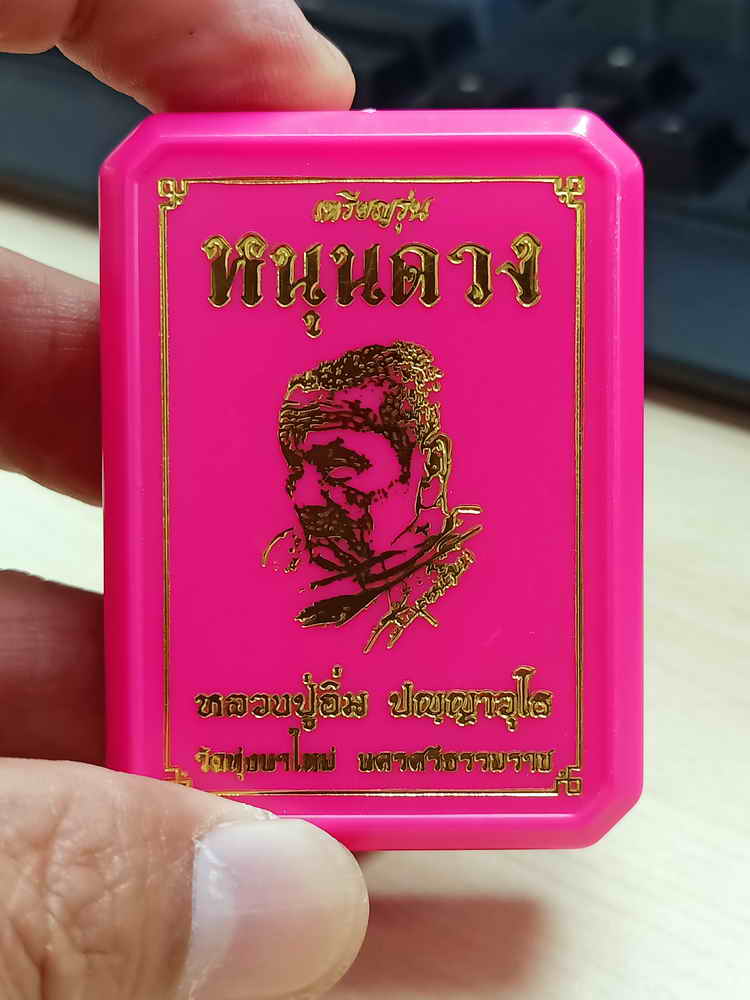 เหรียญรุ่น
หนุนดวง
หลวงปู่อิ่ม ปญฺญาวุโธ
วัดทุ่งนาใหม่ นครศรีธรรมราช